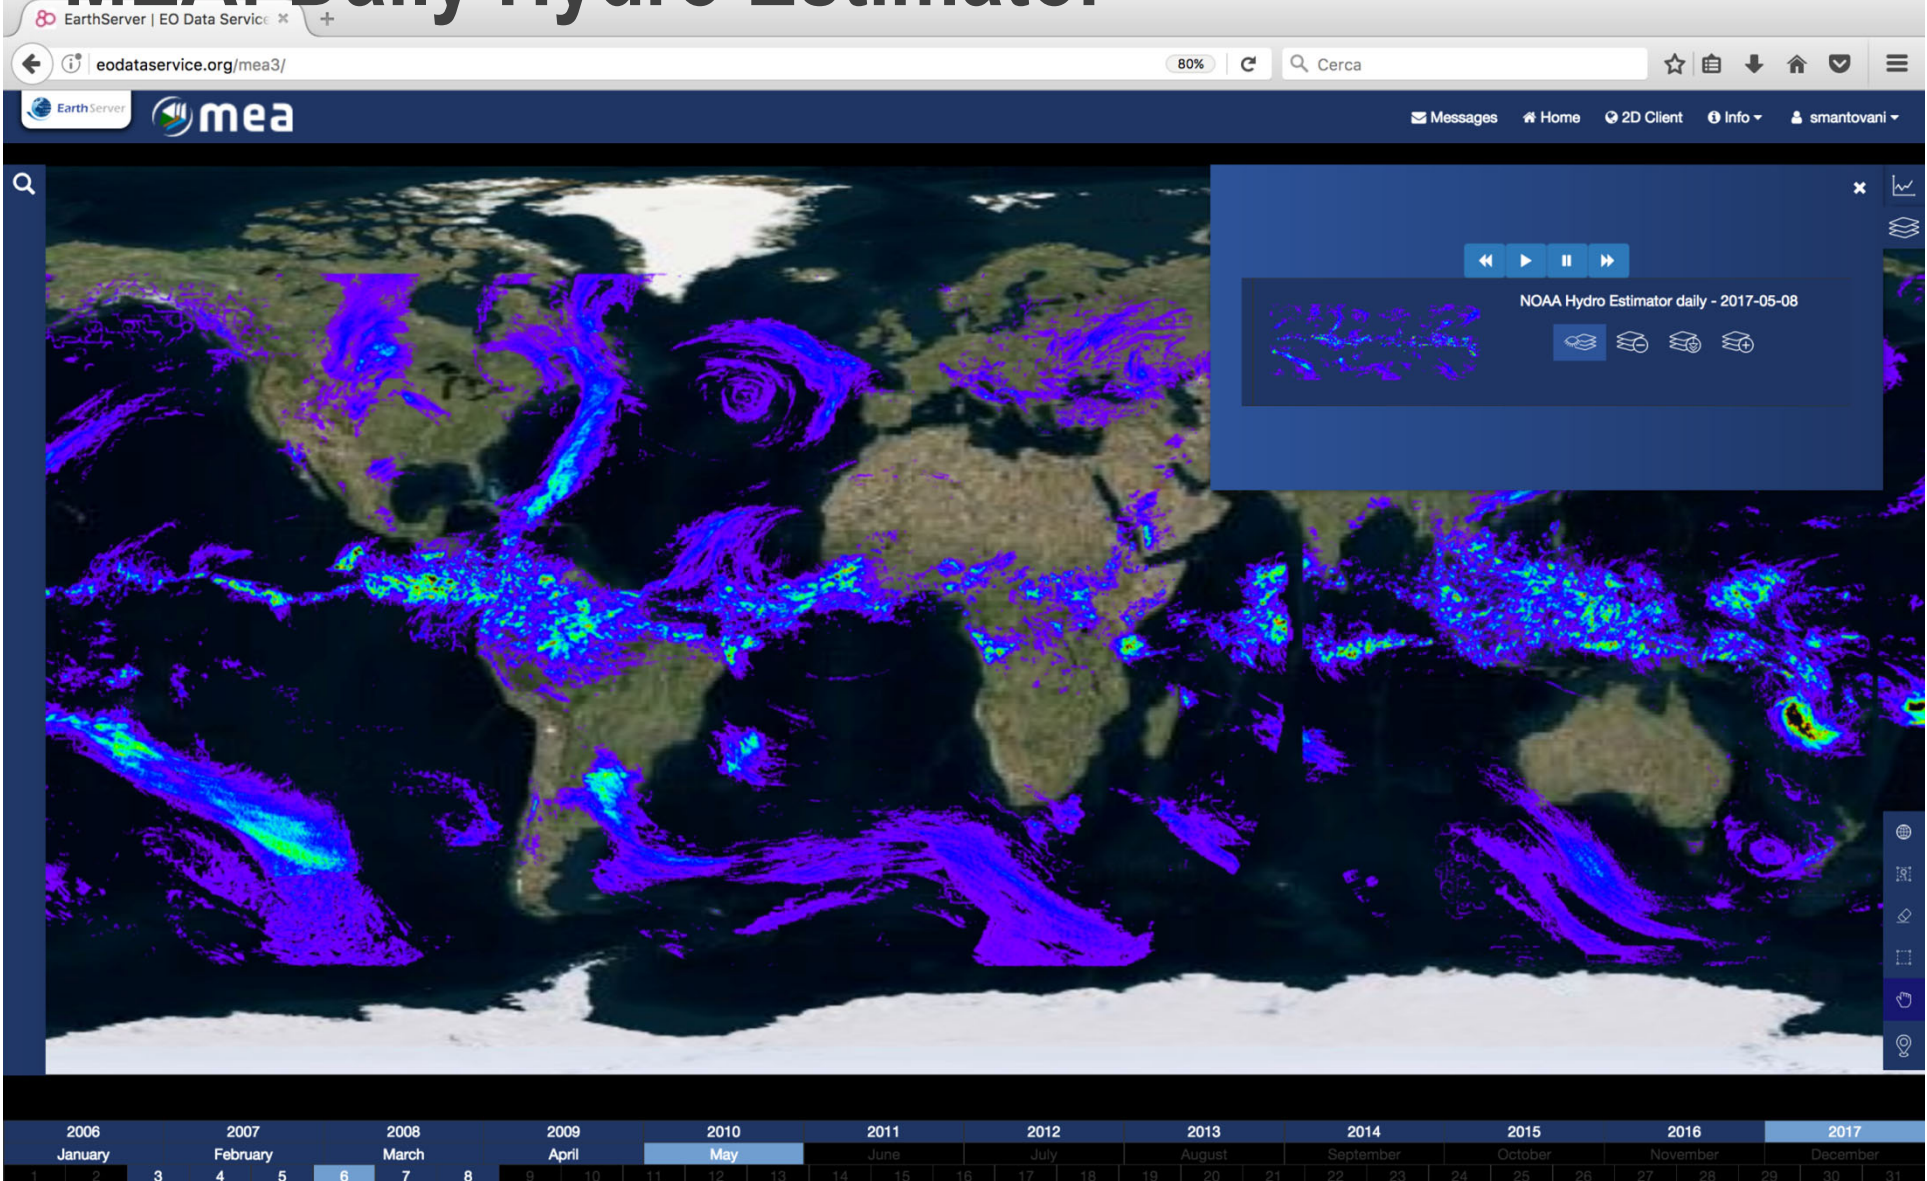 MEA: Daily Hydro Estimator
EarthServer | EO Data Service
eodataservice.org/mea3/ 80% Cerca
EarthServer mea Messages Home 2D Client Info smantovani
NOAA Hydro Estimator daily - 2017-05-08
2006 2007 2008 2009 2010 2011 2012 2013 2014 2015 2016 2017
January February March April May June July August September October November December
1 2 3 4 5 6 7 8 9 10 11 12 13 14 15 16 17 18 19 20 21 22 23 24 25 26 27 28 29 30 31